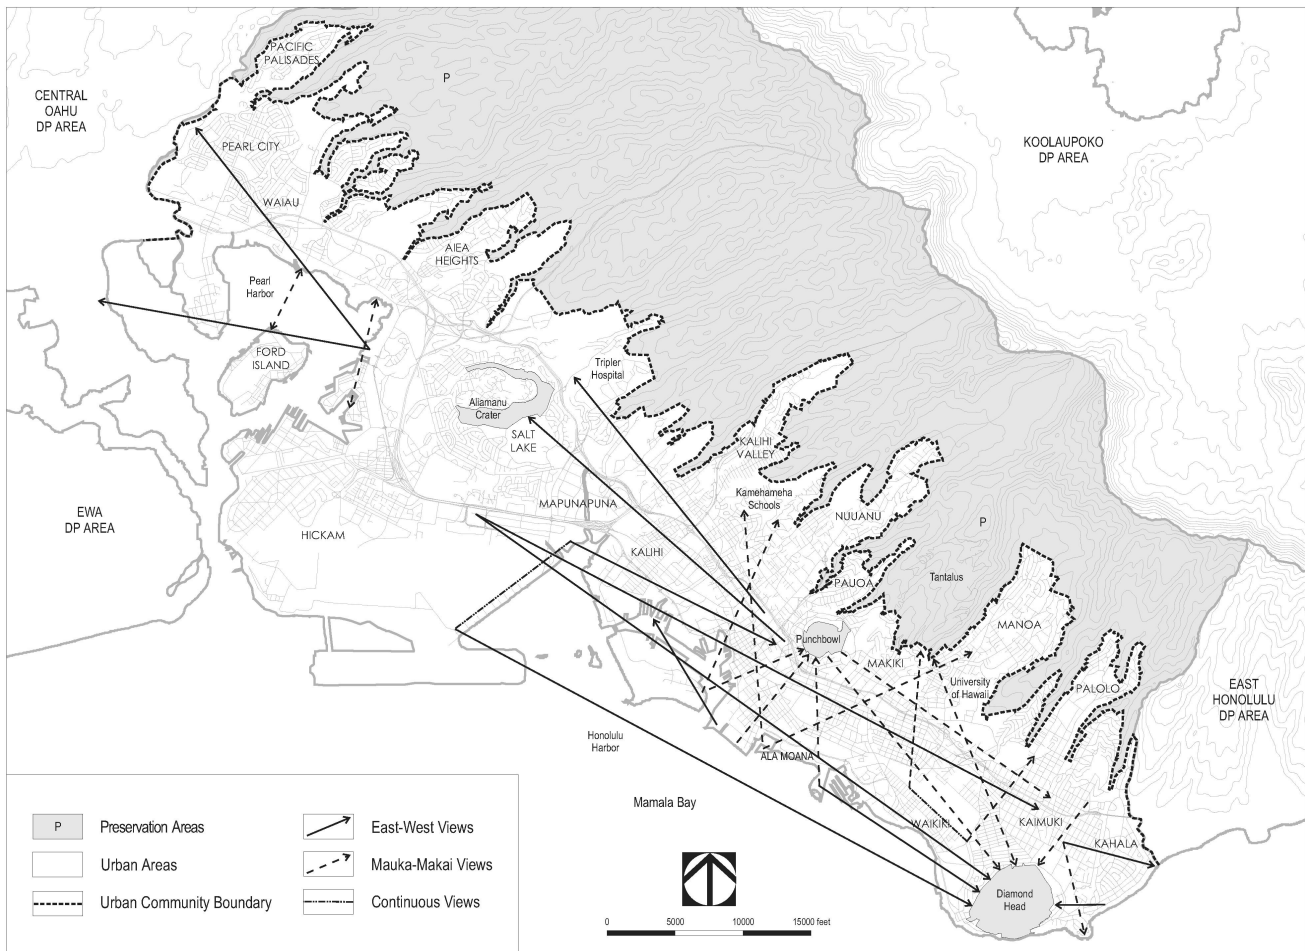 PACIFIC
PALISADES
P
CENTRAL
OAHU
DP AREA
KOOLAUPOKO
DP AREA
PEARL CITY
WAIAU
AIEA
HEIGHTS
Pearl
Harbor
FORD
ISLAND
Tripler
Hospital
Aliamanu
Crater
SALT
LAKE
KALIHI
VALLEY
Kamehameha
Schools
MAPUNAPUNA
NUUANU
EWA
DP AREA
HICKAM
KALIHI
P
PAUOA
Tantalus
MANOA
Punchbowl
MAKIKI
University
of Hawaii
PALOLO
EAST
HONOLULU
DP AREA
Honolulu
Harbor
ALA MOANA
Mamala Bay
WAIKIKI
KAIMUKI
KAHALA
Diamond
Head
P
Preservation Areas
East-West Views
Urban Areas
Mauka-Makai Views
Urban Community Boundary
Continuous Views
0 5000 10000 15000 feet